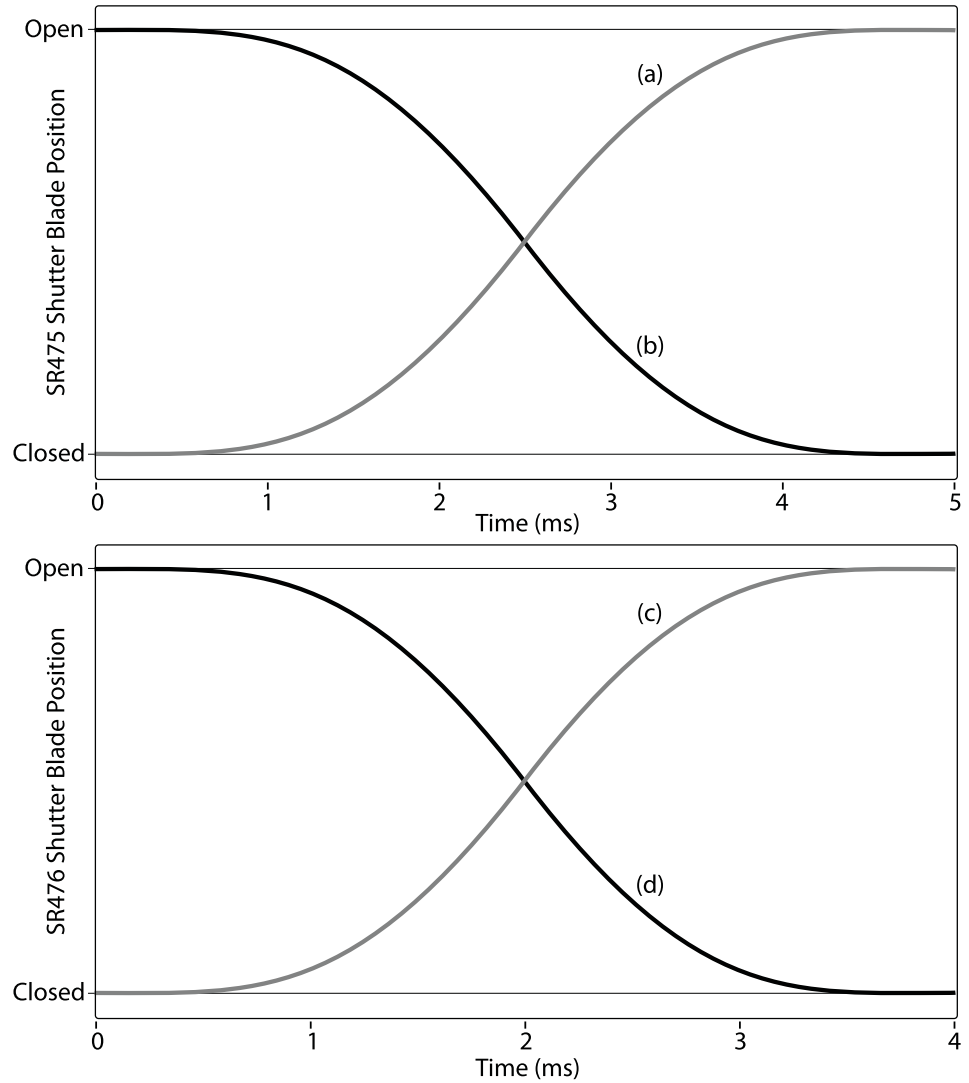 Open
(a)
SR475 Shutter Blade Position
(b)
Closed
0 1 2 3 4 5
Time (ms)
Open
(c)
SR476 Shutter Blade Position
(d)
Closed
0 1 2 3 4
Time (ms)